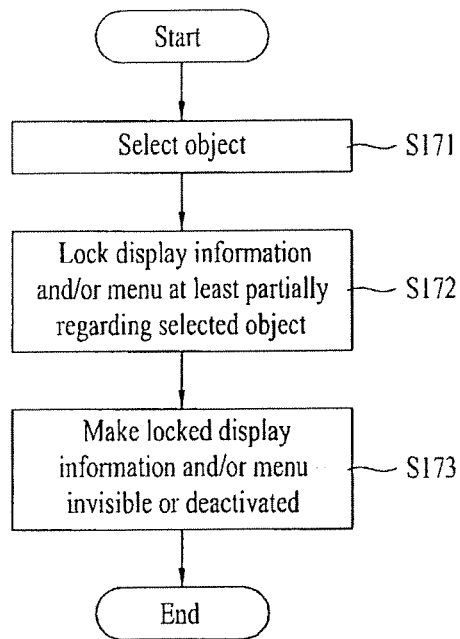 Start
Select object
S171
Lock display information
and/or menu at least partially
regarding selected object
S172
Make locked display
information and/or menu
invisible or deactivated
S173
End